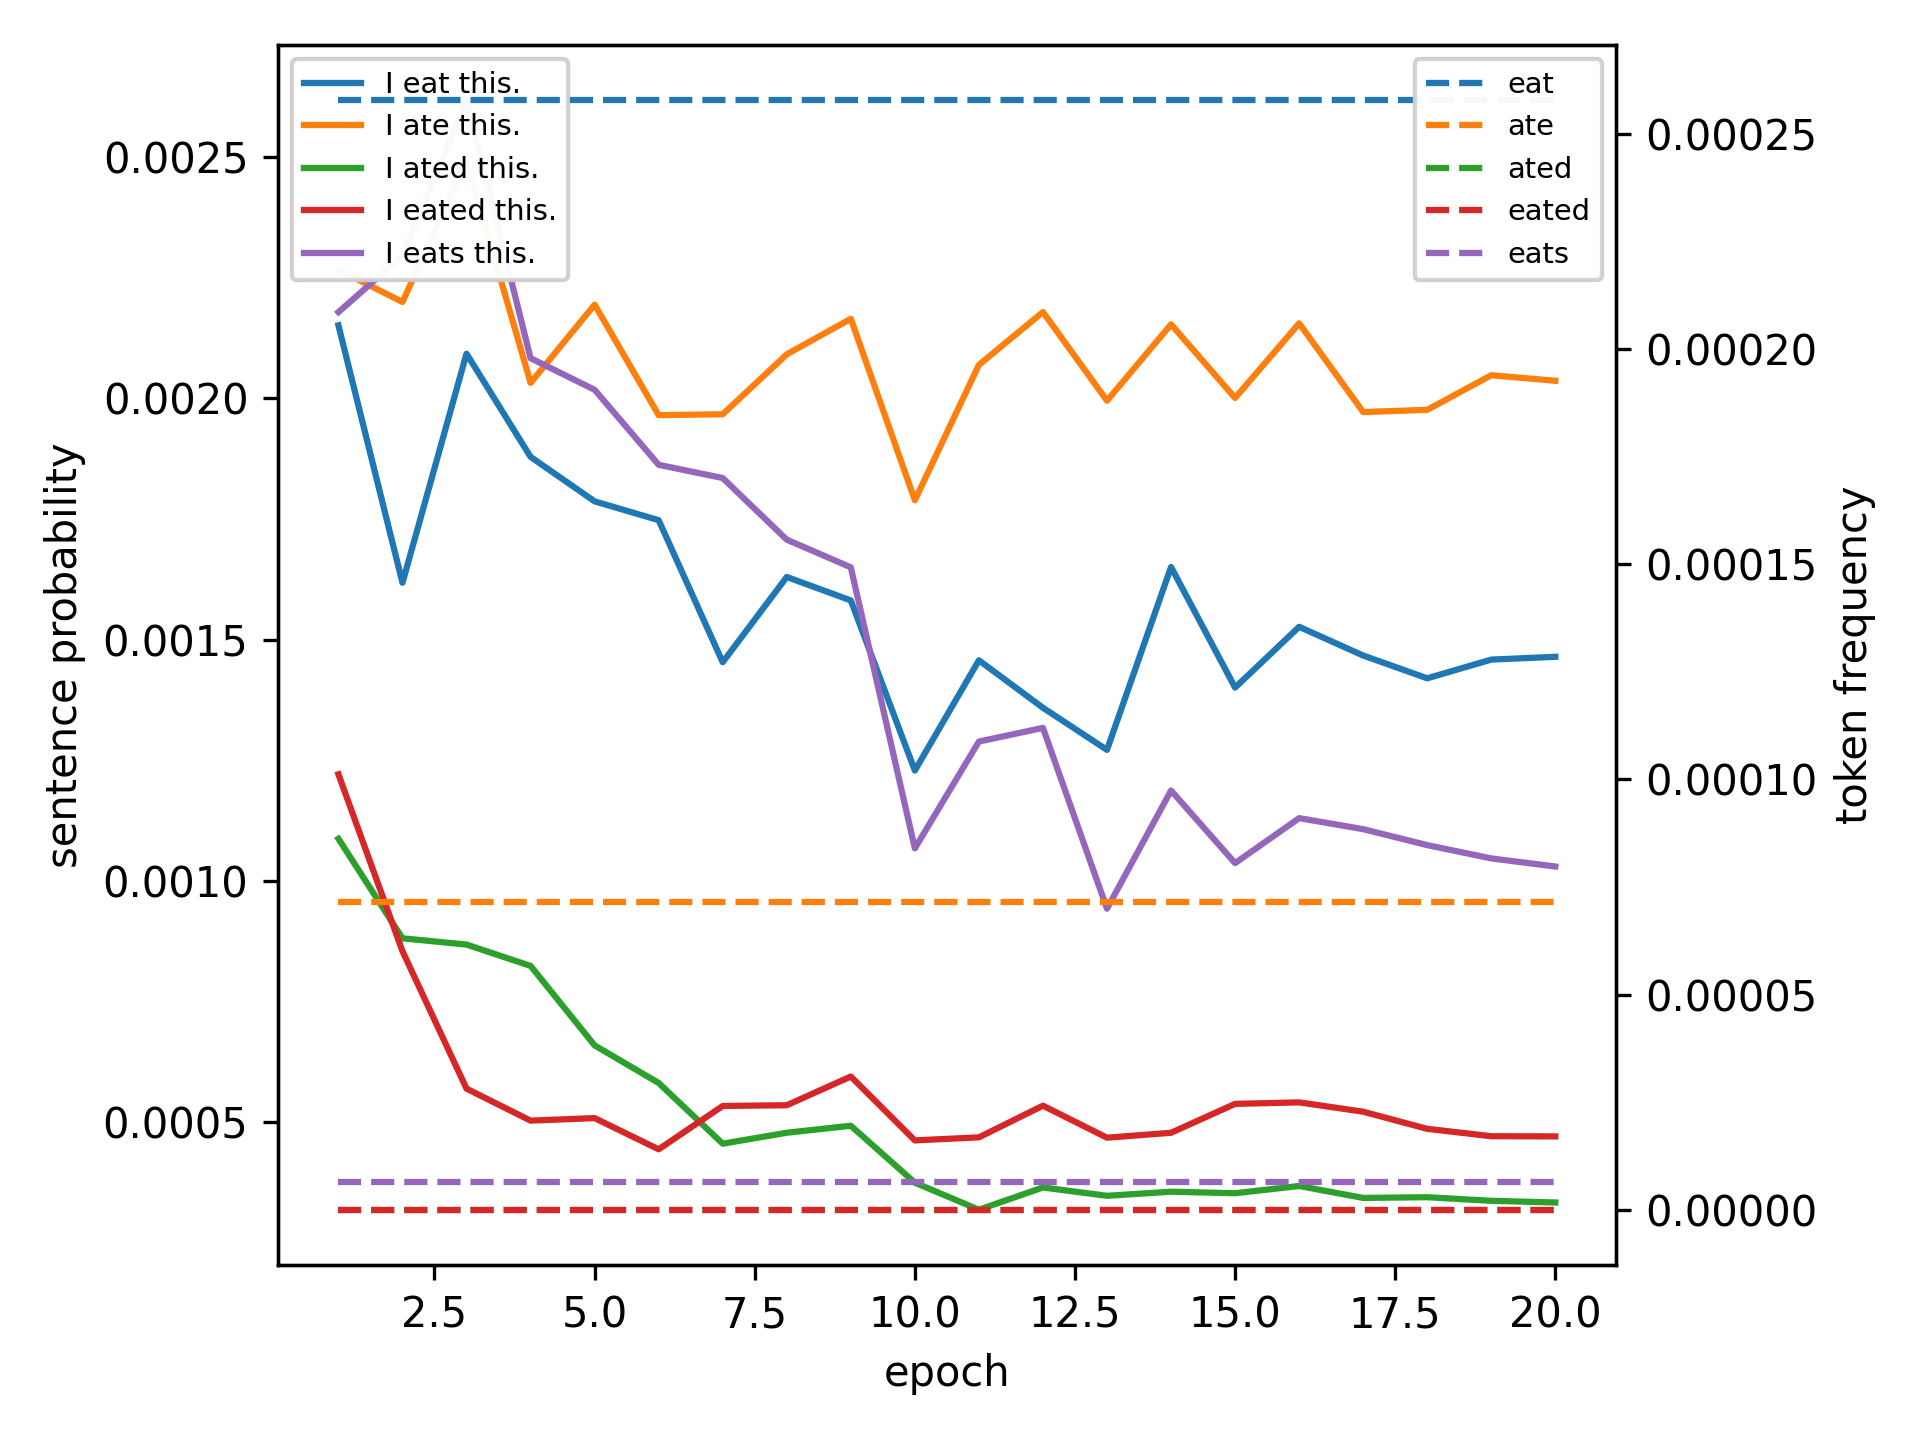 I eat this.
I ate this.
I ated this.
I eated this.
I eats this.
eat
ate
ated
eated
eats
0.0025
0.0020
0.0015
0.0010
0.0005
sentence probability
0.00025
0.00020
0.00015
0.00010
0.00005
0.00000
token frequency
2.5 5.0 7.5 10.0 12.5 15.0 17.5 20.0
epoch